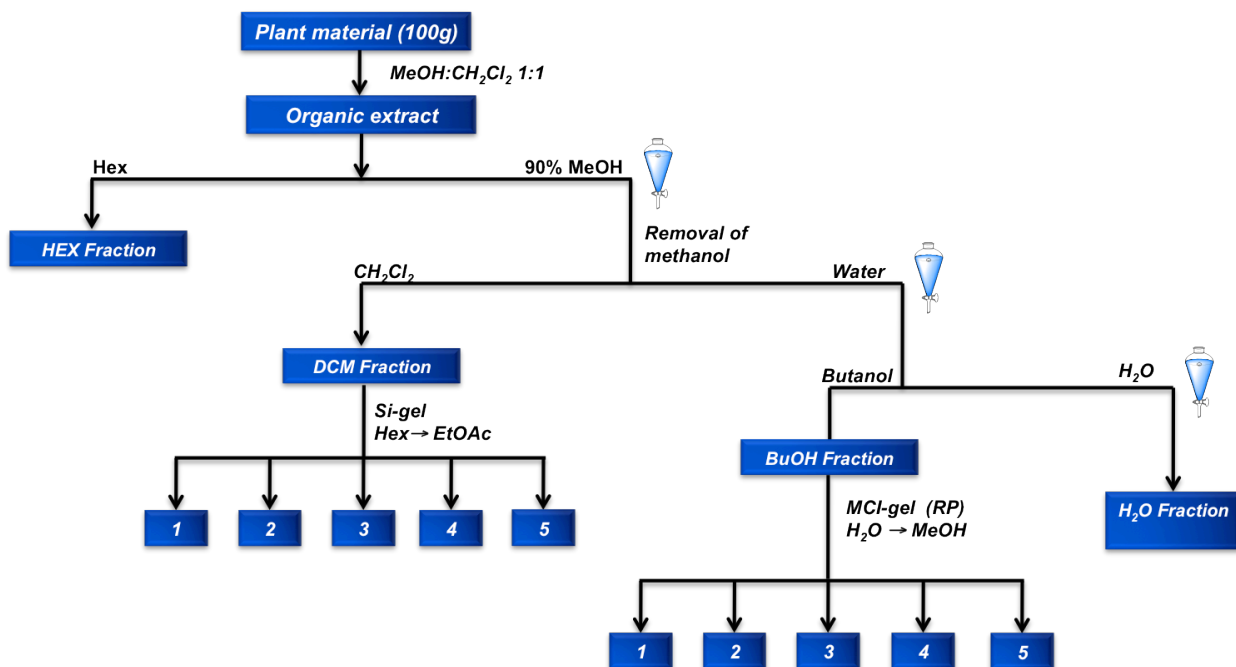 Plant material (100g)
MeOH:CH₂Cl₂ 1:1
Organic extract
Hex
90% MeOH
HEX Fraction
Removal of
methanol
CH₂Cl₂
Water
DCM Fraction
Butanol
H₂O
Si-gel
Hex→ EtOAc
BuOH Fraction
H₂O Fraction
MCI-gel (RP)
H₂O → MeOH
1 2 3 4 5
1 2 3 4 5